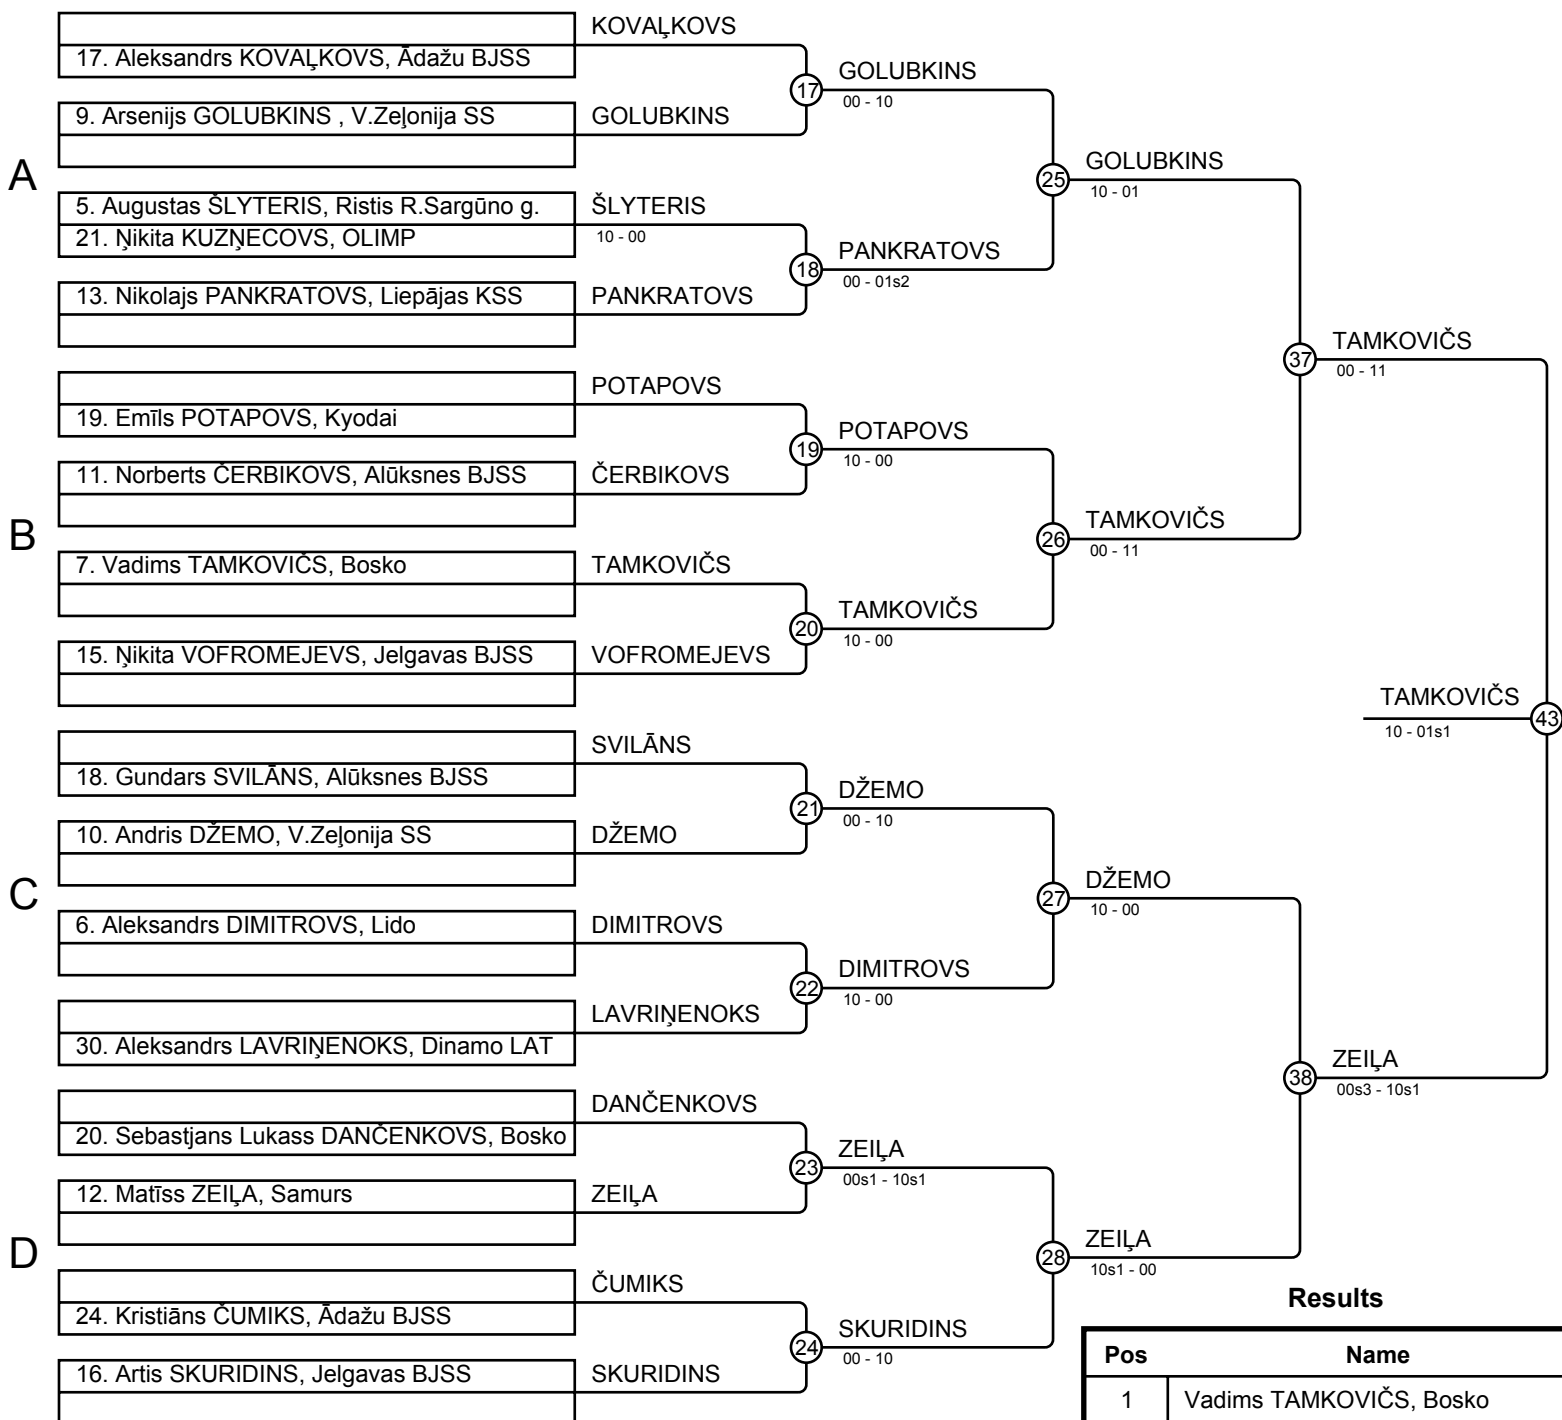 KOVAĻKOVS
17. Aleksandrs KOVAĻKOVS, Ādažu BJSS
17
GOLUBKINS
00 - 10
9. Arsenijs GOLUBKINS , V.Zeļonija SS
GOLUBKINS
A
25
GOLUBKINS
10 - 01
5. Augustas ŠLYTERIS, Ristis R.Sargūno g.
ŠLYTERIS
21. Ņikita KUZŅECOVS, OLIMP
10 - 00
18
PANKRATOVS
00 - 01s2
13. Nikolajs PANKRATOVS, Liepājas KSS
PANKRATOVS
37
TAMKOVIČS
00 - 11
POTAPOVS
19. Emīls POTAPOVS, Kyodai
19
POTAPOVS
10 - 00
11. Norberts ČERBIKOVS, Alūksnes BJSS
ČERBIKOVS
B
26
TAMKOVIČS
00 - 11
7. Vadims TAMKOVIČS, Bosko
TAMKOVIČS
20
TAMKOVIČS
10 - 00
15. Ņikita VOFROMEJEVS, Jelgavas BJSS
VOFROMEJEVS
TAMKOVIČS
43
10 - 01s1
SVILĀNS
18. Gundars SVILĀNS, Alūksnes BJSS
21
DŽEMO
00 - 10
10. Andris DŽEMO, V.Zeļonija SS
DŽEMO
C
27
DŽEMO
10 - 00
6. Aleksandrs DIMITROVS, Lido
DIMITROVS
22
DIMITROVS
10 - 00
LAVRIŅENOKS
30. Aleksandrs LAVRIŅENOKS, Dinamo LAT
38
ZEIĻA
00s3 - 10s1
DANČENKOVS
20. Sebastjans Lukass DANČENKOVS, Bosko
23
ZEIĻA
00s1 - 10s1
12. Matīss ZEIĻA, Samurs
ZEIĻA
D
28
ZEIĻA
10s1 - 00
ČUMIKS
24. Kristiāns ČUMIKS, Ādažu BJSS
24
SKURIDINS
00 - 10
16. Artis SKURIDINS, Jelgavas BJSS
SKURIDINS
Results
Pos Name
1 Vadims TAMKOVIČS, Bosko